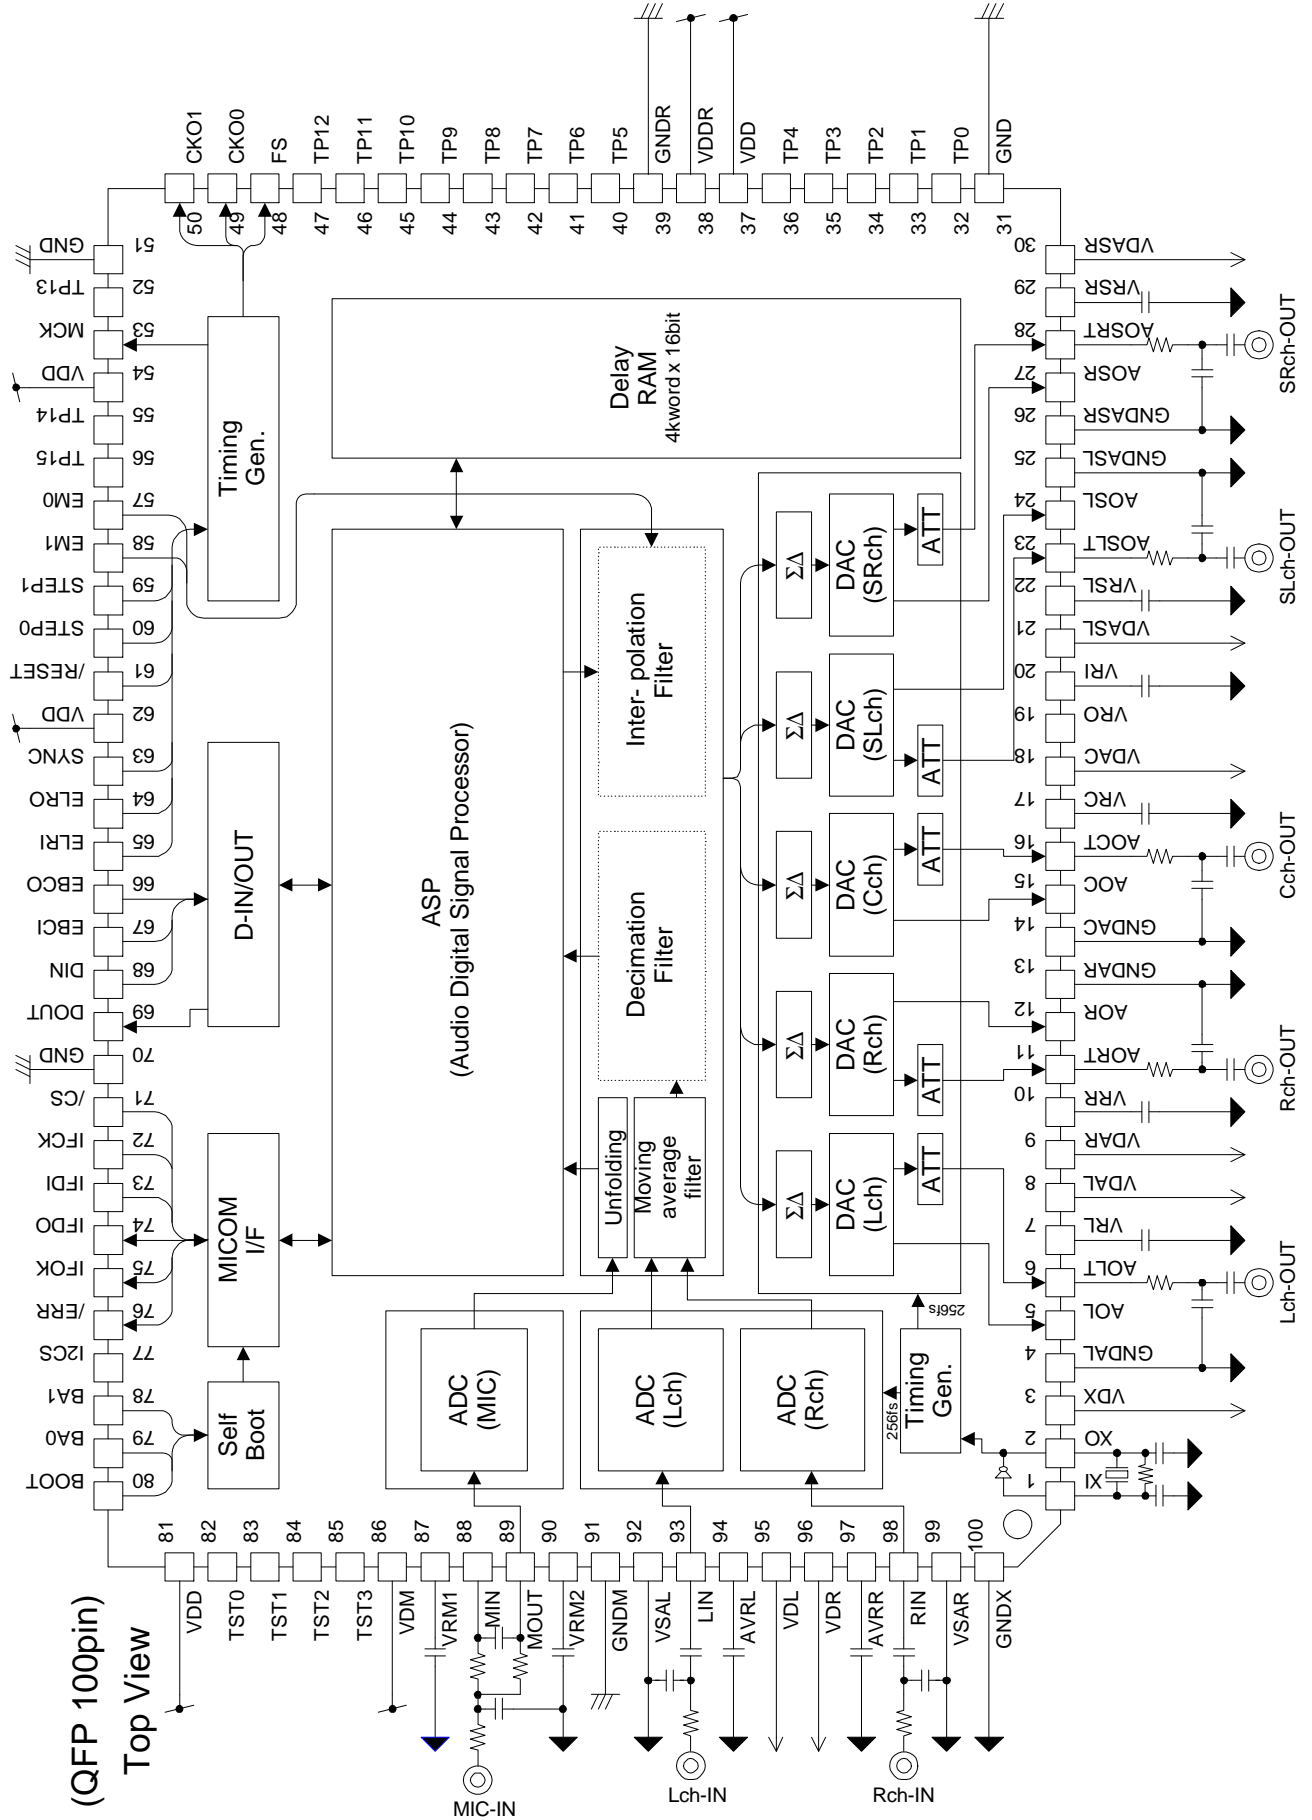 (QFP 100pin)
Top View
CKO1
CKO0
FS
TP12
TP11
TP10
TP9
TP8
TP7
TP6
TP5
GNDR
VDDR
VDD
TP4
TP3
TP2
TP1
TP0
GND
50
49
48
47
46
45
44
43
42
41
40
39
38
37
36
35
34
33
32
31
GND
51
TP13
52
MCK
53
VDD
54
TP14
55
TP15
56
EM0
57
EM1
58
STEP1
59
STEP0
60
/RESET
61
VDD
62
SYNC
63
ELRO
64
ELRI
65
EBCO
66
EBCI
67
DIN
68
DOUT
69
GND
70
/CS
71
IFCK
72
IFDI
73
IFDO
74
IFOK
75
/ERR
76
I2CS
77
BA1
78
BA0
79
BOOT
80
Timing
Gen.
D-IN/OUT
MICOM
I/F
Self
Boot
Delay
RAM
4kword x 16bit
ASP
(Audio Digital Signal Processor)
Inter- polation
Filter
Decimation
Filter
Unfolding
Moving
average
filter
ΣΔ
DAC
(SRch)
ATT
ΣΔ
DAC
(SLch)
ATT
ΣΔ
DAC
(Cch)
ATT
ΣΔ
DAC
(Rch)
ATT
ΣΔ
DAC
(Lch)
ATT
ADC
(MIC)
ADC
(Lch)
ADC
(Rch)
Timing
Gen.
256fs
256fs
30
VDASR
29
VRSR
28
AOSRT
27
AOSR
26
GNDASR
25
GNDASL
24
AOSL
23
AOSLT
22
VRSL
21
VDASL
20
VRI
19
VRO
18
VDAC
17
VRC
16
AOCT
15
AOC
14
GNDAC
13
GNDAR
12
AOR
11
AORT
10
VRR
9
VDAR
8
VDAL
7
VRL
6
AOLT
5
AOL
4
GNDAL
3
VDX
2
XO
1
XI
SRch-OUT
SLch-OUT
Cch-OUT
Rch-OUT
Lch-OUT
81
82
83
84
85
86
87
88
89
90
91
92
93
94
95
96
97
98
99
100
VDD
TST0
TST1
TST2
TST3
VDM
VRM1
MIN
MOUT
VRM2
GNDM
VSAL
LIN
AVRL
VDL
VDR
AVRR
RIN
VSAR
GNDX
MIC-IN
Lch-IN
Rch-IN